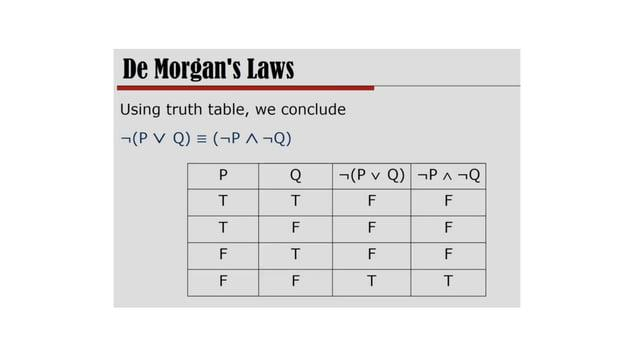 De Morgan's Laws
Using truth table, we conclude
¬(P ∨ Q) ≡ (¬P ∧ ¬Q)
P Q ¬(P ∨ Q) ¬P ∧ ¬Q
T T F F
T F F F
F T F F
F F T T